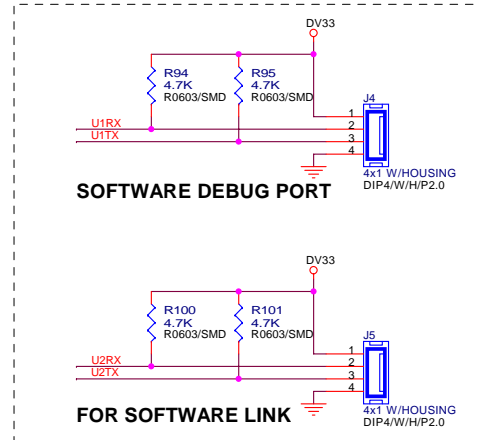 DV33
R94
4.7K
R0603/SMD
R95
4.7K
R0603/SMD
J4
U1RX
U1TX
1
2
3
4
4x1 W/HOUSING
DIP4/W/H/P2.0
SOFTWARE DEBUG PORT
DV33
R100
4.7K
R0603/SMD
R101
4.7K
R0603/SMD
J5
U2RX
U2TX
1
2
3
4
4x1 W/HOUSING
DIP4/W/H/P2.0
FOR SOFTWARE LINK